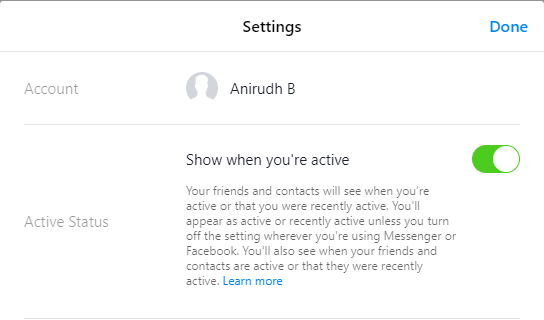 Settings
Done
Account
Anirudh B
Show when you're active
Your friends and contacts will see when you're
active or that you were recently active. You'll
appear as active or recently active unless you turn
off the setting wherever you're using Messenger or
Facebook. You'll also see when your friends and
contacts are active or that they were recently
active. Learn more
Active Status